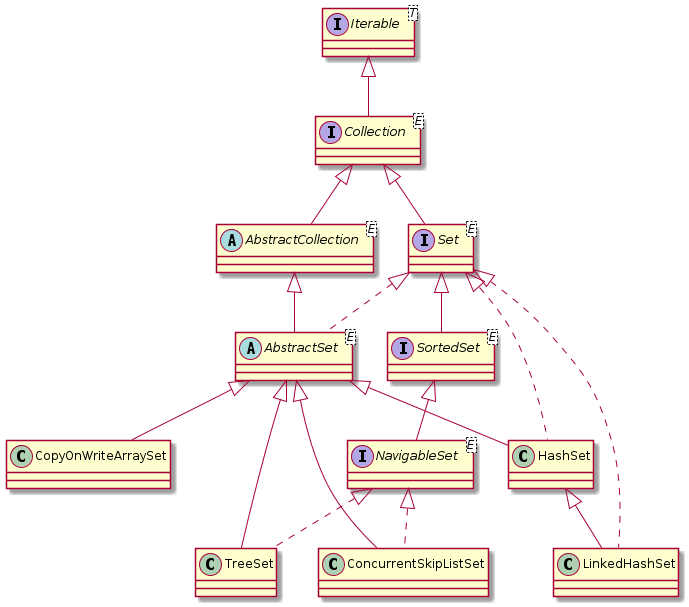 I Iterable T
I Collection E
A AbstractCollection E
I Set E
A AbstractSet E
I SortedSet E
C CopyOnWriteArraySet
I NavigableSet E
C HashSet
C TreeSet
C ConcurrentSkipListSet
C LinkedHashSet